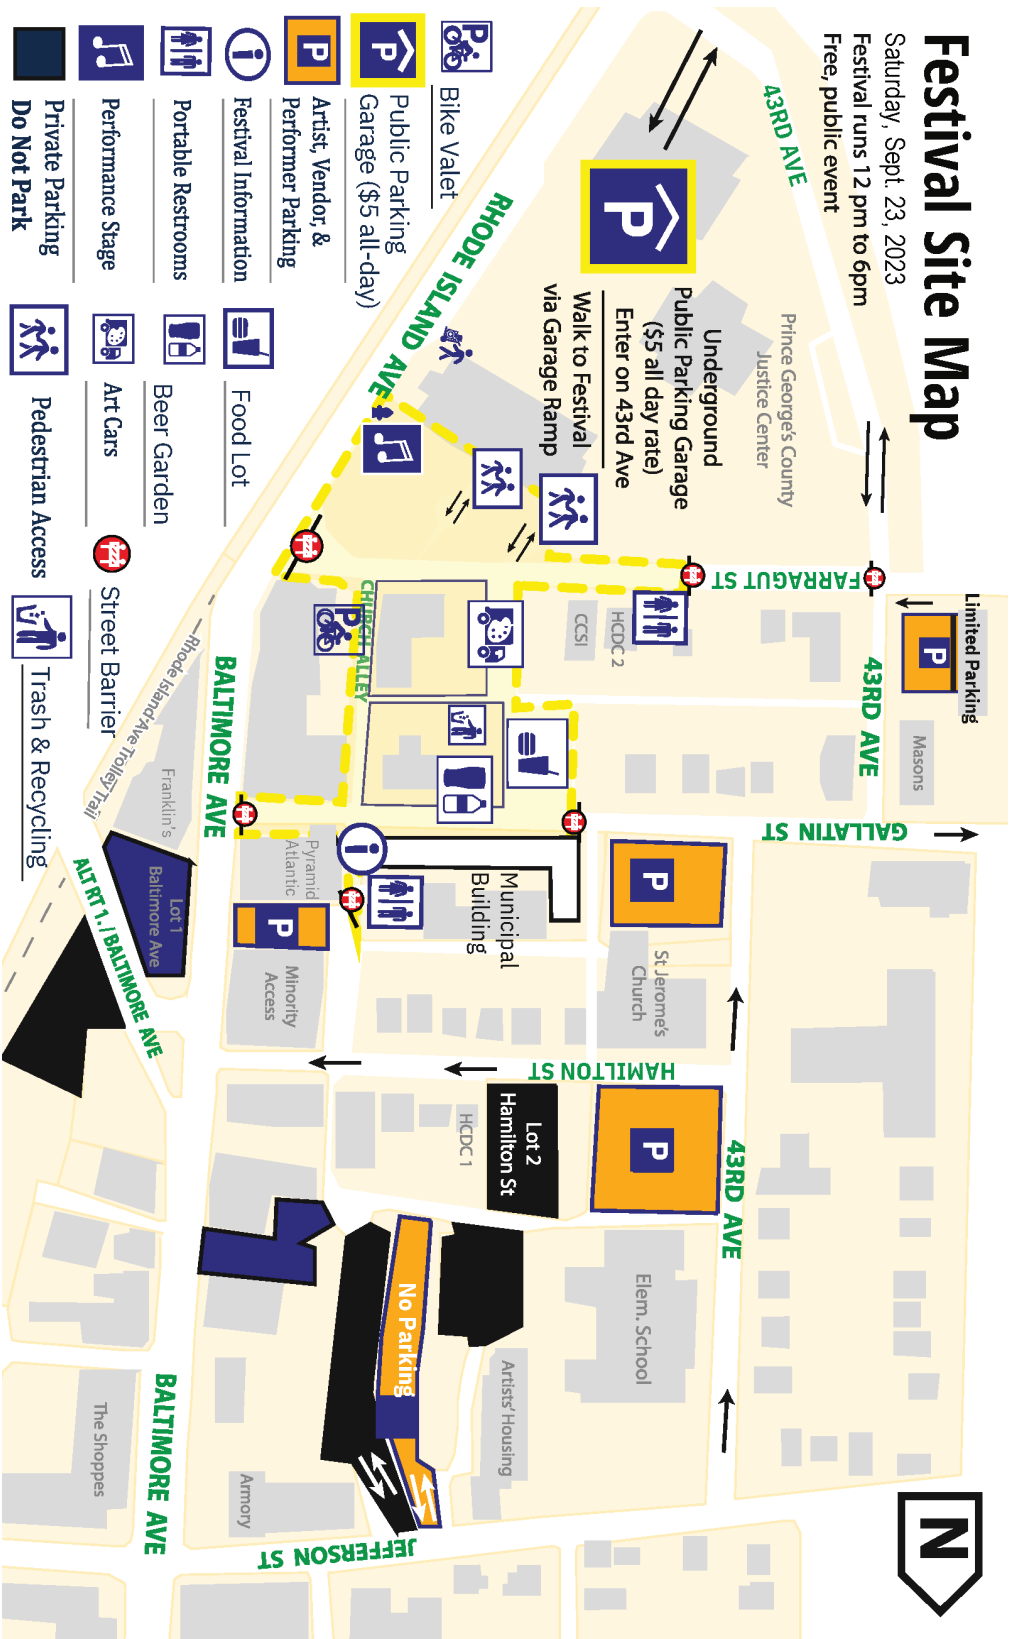 Festival Site Map
Saturday, Sept. 23, 2023
Festival runs 12 pm to 6pm
Free, public event
43RD AVE
Prince George's County
Justice Center
P
Underground
Public Parking Garage
($5 all day rate)
Enter on 43rd Ave
Walk to Festival
via Garage Ramp
RHODE ISLAND AVE
P
Bike Valet
P
Public Parking
Garage ($5 all-day)
P
Artist, Vendor, &
Performer Parking
i
Festival Information
Portable Restrooms
Performance Stage
Private Parking
Do Not Park
Food Lot
Beer Garden
Art Cars
Pedestrian Access
Street Barrier
Trash & Recycling
FARRAGUT ST
Limited Parking
P
Masons
43RD AVE
HCDC 2
CCSI
CHURCH ALLEY
P
BALTIMORE AVE
Rhode Island Ave Trolley Trail
Franklin's
GALLATIN ST
Pyramid
Atlantic
i
Municipal
Building
P
St Jerome's
Church
P
Minority
Access
Lot 1
Baltimore Ave
ALT RT 1. / BALTIMORE AVE
HAMILTON ST
HCDC 1
Lot 2
Hamilton St
P
43RD AVE
Elem. School
No Parking
Artists' Housing
BALTIMORE AVE
The Shoppes
Armory
JEFFERSON ST
N